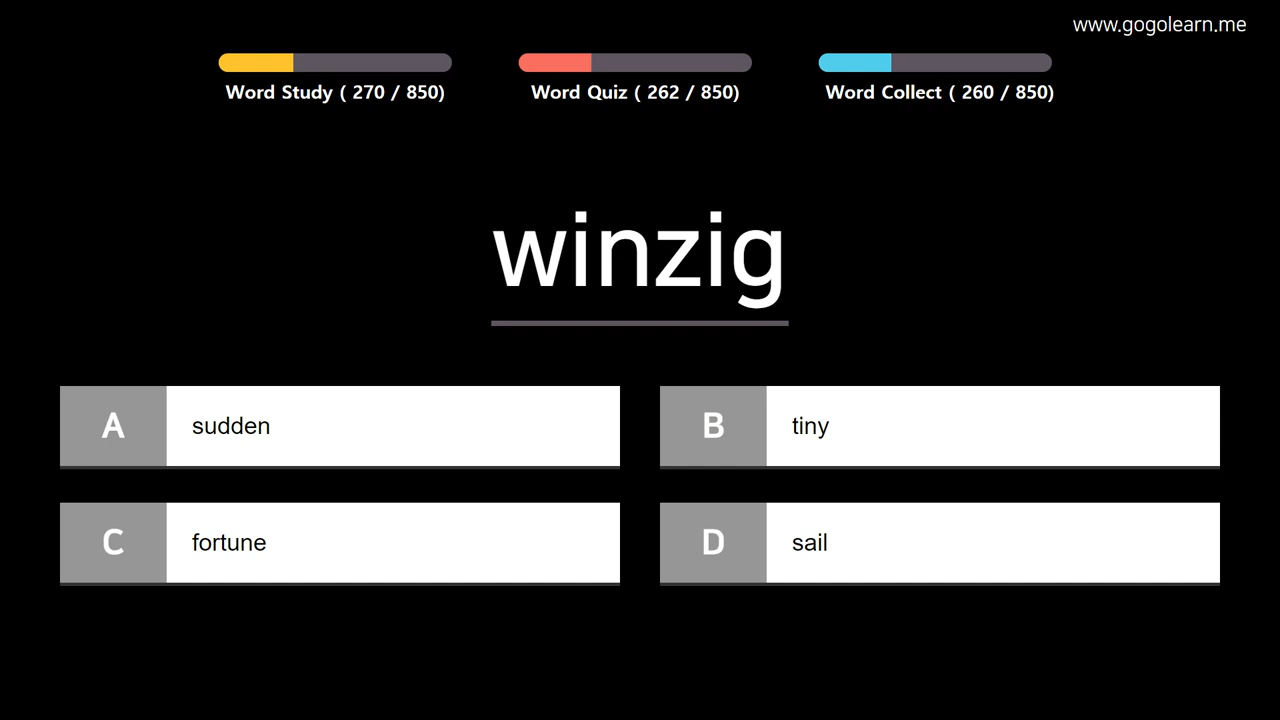 www.gogolearn.me
Word Study ( 270 / 850)
Word Quiz ( 262 / 850)
Word Collect ( 260 / 850)
winzig
A sudden
B tiny
C fortune
D sail